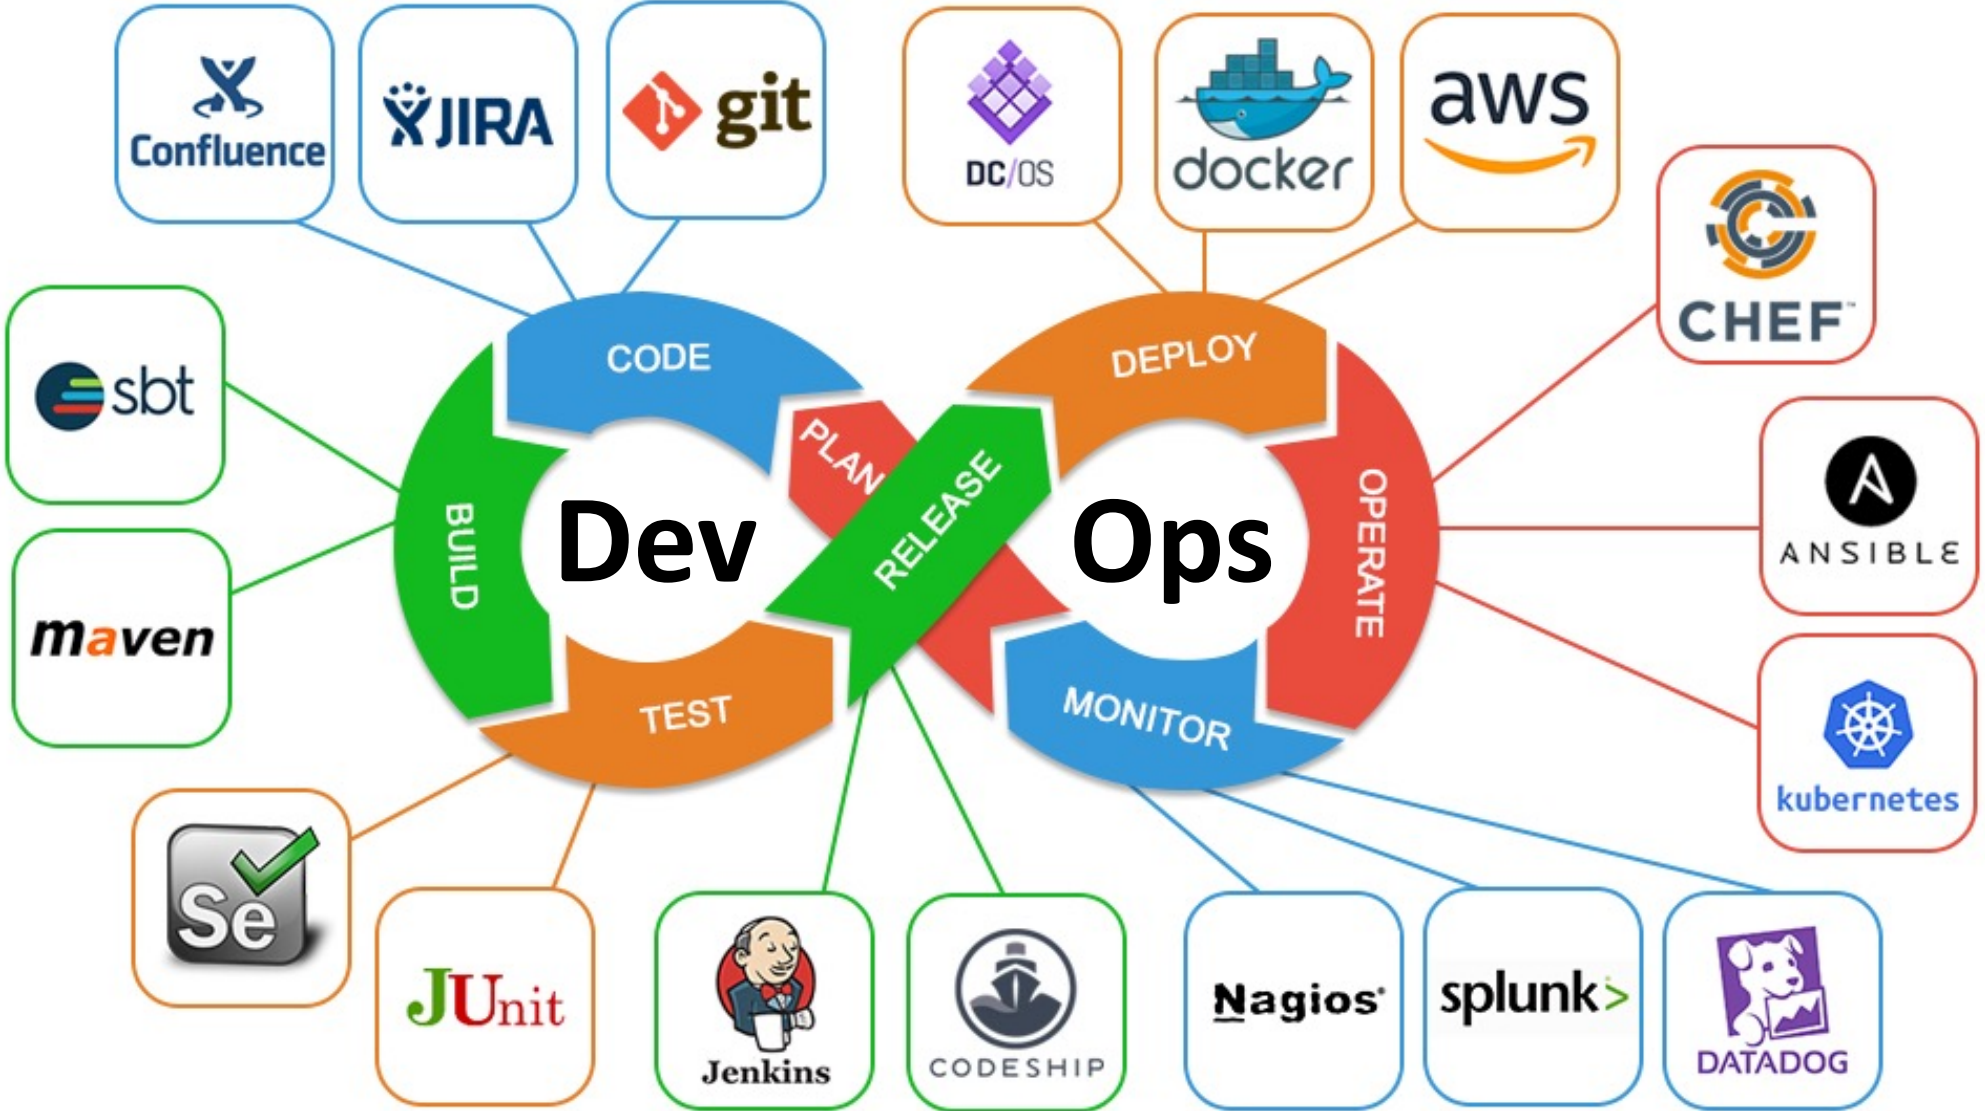 Confluence
JIRA
git
DC/OS
docker
aws
CHEF™
sbt
CODE
DEPLOY
PLAN
RELEASE
BUILD
Dev
Ops
OPERATE
ANSIBLE
maven
TEST
MONITOR
kubernetes
Se
JUnit
Jenkins
CODESHIP
Nagios®
splunk>
DATADOG